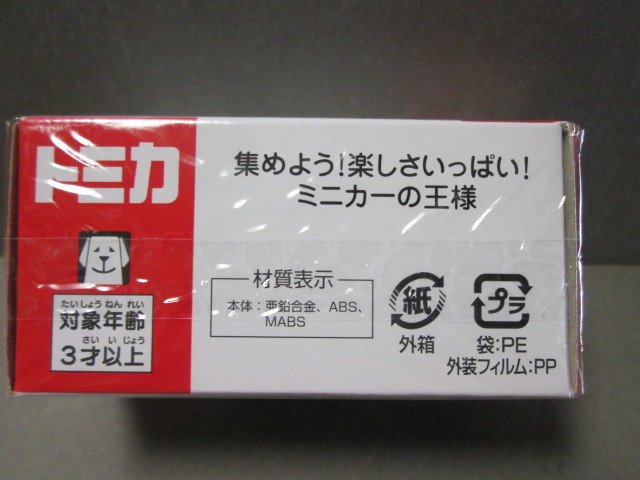 トミカ
集めよう!楽しさいっぱい!
ミニカーの王様
たいしょう ねん れい
対象年齢
さい い じょう
3才以上
材質表示
本体:亜鉛合金、ABS、
MABS
紙
外箱
プラ
袋:PE
外装フィルム:PP